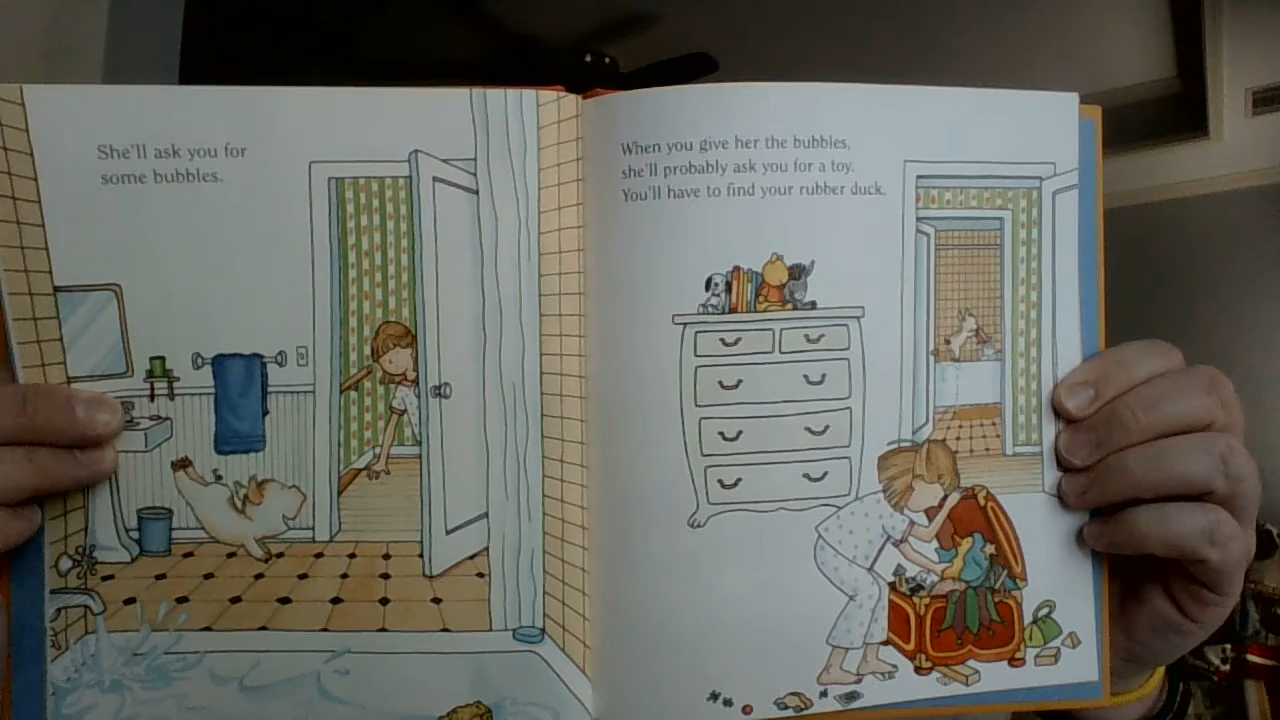 She'll ask you for
some bubbles.
When you give her the bubbles,
she'll probably ask you for a toy.
You'll have to find your rubber duck.